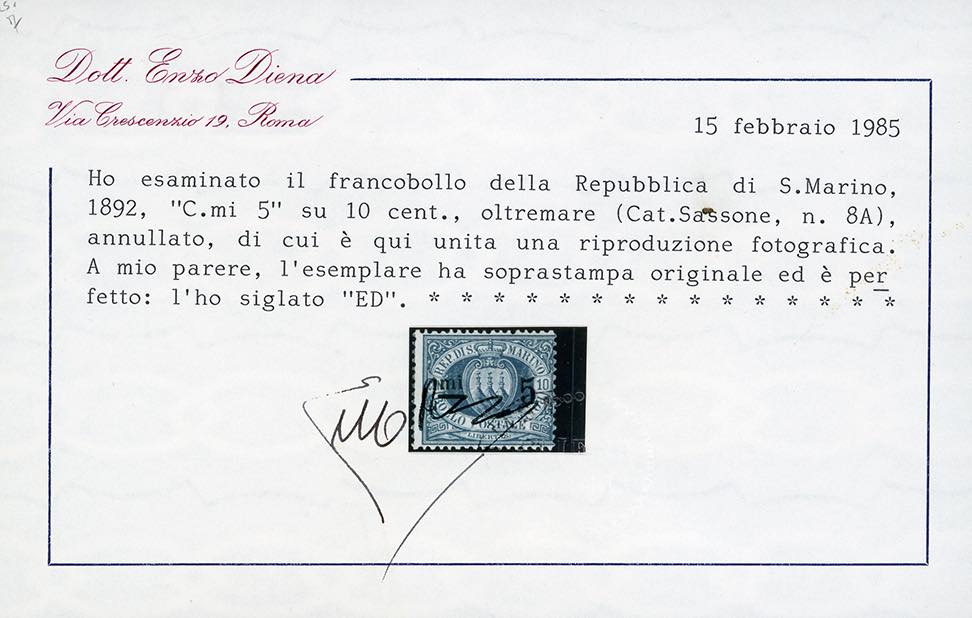 Dott. Enzo Diena
Via Crescenzio 19, Roma
15 febbraio 1985
Ho esaminato il francobollo della Repubblica di S.Marino,
1892, "C.mi 5" su 10 cent., oltremare (Cat.Sassone, n. 8A),
annullato, di cui è qui unita una riproduzione fotografica.
A mio parere, l'esemplare ha soprastampa originale ed è per
fetto: l'ho siglato "ED". * * * * * * * * * * * * * * * *
REP. DI S. MARINO
mi 5
10
POSTALE